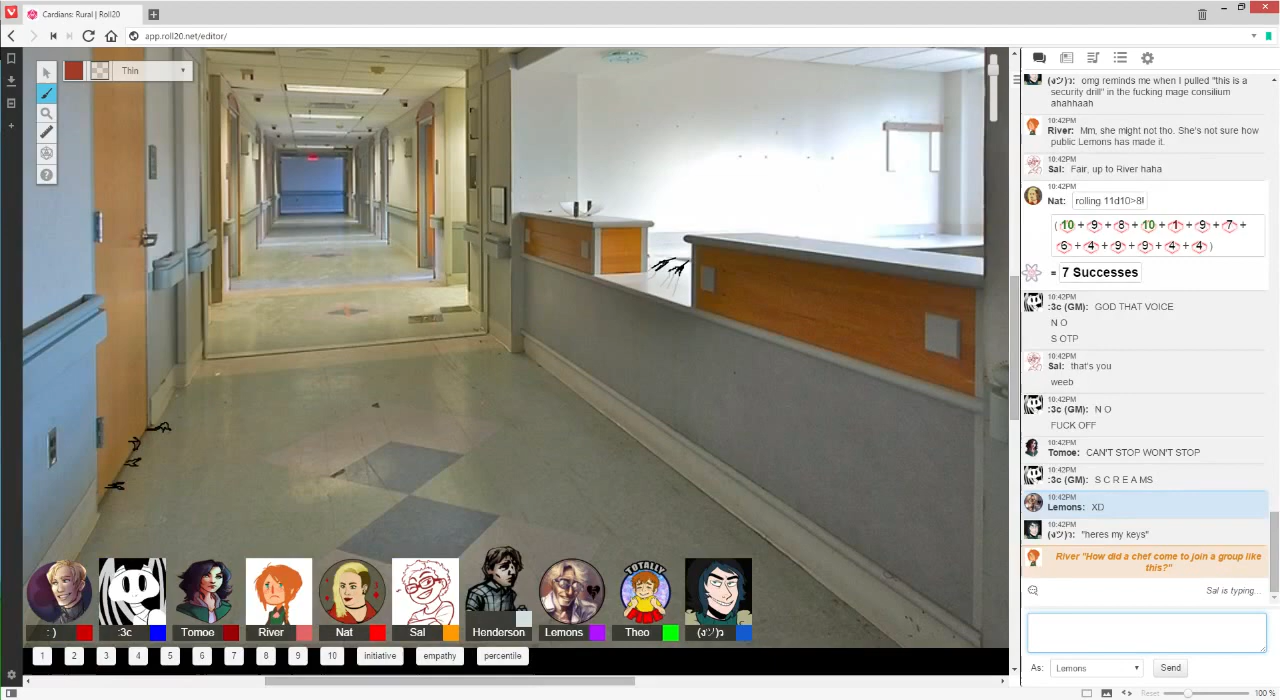 Cardians: Rural | Roll20
app.roll20.net/editor/
Thin
(งツ)ว: omg reminds me when I pulled "this is a
security drill" in the fucking mage consilium
ahahhaah
10:42PM
River: Mm, she might not tho. She's not sure how
public Lemons has made it.
10:42PM
Sal: Fair, up to River haha
10:42PM
Nat: rolling 11d10>8!
(10+9+8+10+1+9+7+
6+4+9+9+4+4)
= 7 Successes
10:42PM
:3c (GM): GOD THAT VOICE
N O
S OTP
10:42PM
Sal: that's you
weeb
10:42PM
:3c (GM): N O
FUCK OFF
10:42PM
Tomoe: CAN'T STOP WON'T STOP
10:42PM
:3c (GM): S C R E A MS
10:42PM
Lemons: XD
10:42PM
(งツ)ว: "heres my keys"
River "How did a chef come to join a group like
this?"
Sal is typing...
TOTALLY
: )
:3c
Tomoe
River
Nat
Sal
Henderson
Lemons
Theo
(งツ)ว
1 2 3 4 5 6 7 8 9 10 initiative empathy percentile
As: Lemons Send
Reset 100 %